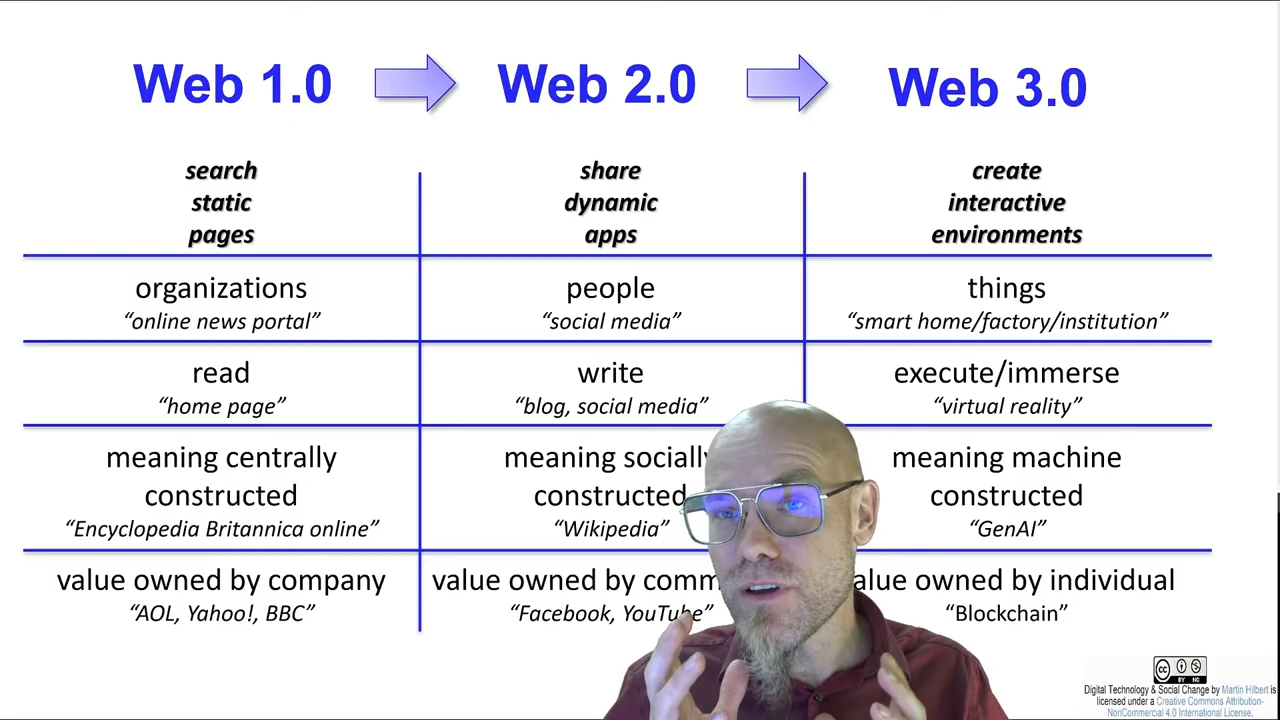 Web 1.0
Web 2.0
Web 3.0
search
static
pages
share
dynamic
apps
create
interactive
environments
organizations
“online news portal”
people
“social media”
things
“smart home/factory/institution”
read
“home page”
write
“blog, social media”
execute/immerse
“virtual reality”
meaning centrally
constructed
“Encyclopedia Britannica online”
meaning socially
constructed
“Wikipedia”
meaning machine
constructed
“GenAI”
value owned by company
“AOL, Yahoo!, BBC”
value owned by comm
“Facebook, YouTube”
alue owned by individual
“Blockchain”
cc
BY NC
Digital Technology & Social Change by Martin Hilbert is
licensed under a Creative Commons Attribution-
NonCommercial 4.0 International License.